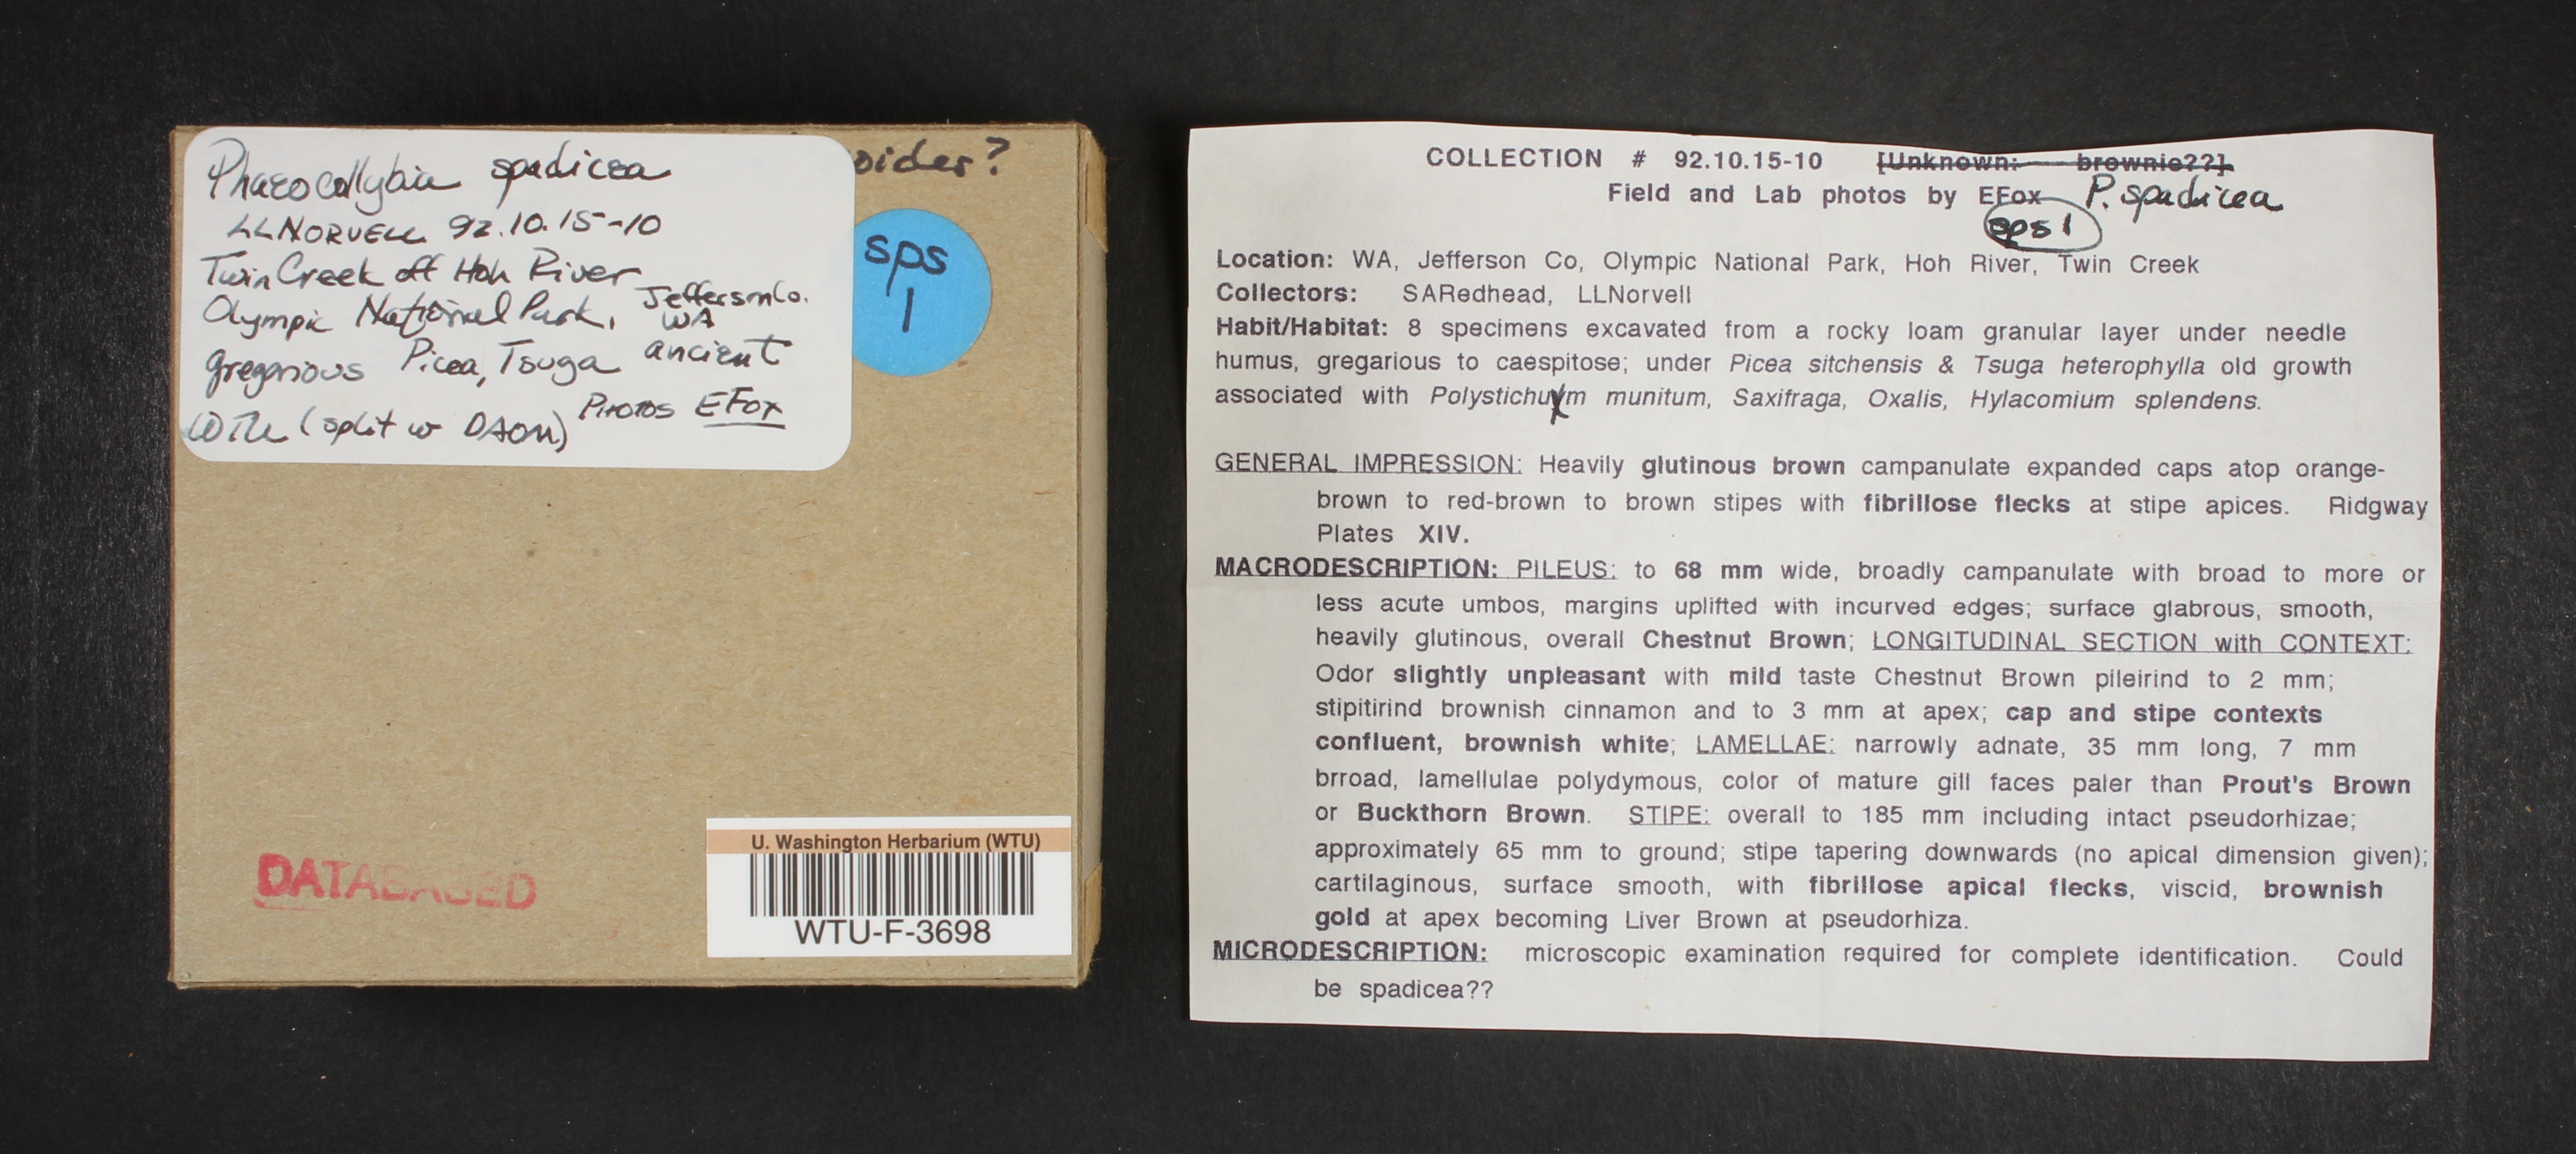 Phaeocollybia spadicea
LLNORVELL 92.10.15-10
Twin Creek off Hoh River
Olympic National Park, Jefferson Co.
WA
gregarious Picea, Tsuga ancient
WTU (split w DAOM) PHOTOS EFox
oides?
sps
1
DATABASED
U. Washington Herbarium (WTU)
WTU-F-3698
COLLECTION # 92.10.15-10 [Unknown: brownie??]
Field and Lab photos by EFox P. spadicea
sps 1
Location: WA, Jefferson Co, Olympic National Park, Hoh River, Twin Creek
Collectors: SARedhead, LLNorvell
Habit/Habitat: 8 specimens excavated from a rocky loam granular layer under needle
humus, gregarious to caespitose; under Picea sitchensis & Tsuga heterophylla old growth
associated with Polystichum munitum, Saxifraga, Oxalis, Hylacomium splendens.
GENERAL IMPRESSION: Heavily glutinous brown campanulate expanded caps atop orange-
brown to red-brown to brown stipes with fibrillose flecks at stipe apices. Ridgway
Plates XIV.
MACRODESCRIPTION: PILEUS: to 68 mm wide, broadly campanulate with broad to more or
less acute umbos, margins uplifted with incurved edges; surface glabrous, smooth,
heavily glutinous, overall Chestnut Brown; LONGITUDINAL SECTION with CONTEXT:
Odor slightly unpleasant with mild taste Chestnut Brown pileirind to 2 mm;
stipitirind brownish cinnamon and to 3 mm at apex; cap and stipe contexts
confluent, brownish white; LAMELLAE: narrowly adnate, 35 mm long, 7 mm
brroad, lamellulae polydymous, color of mature gill faces paler than Prout's Brown
or Buckthorn Brown. STIPE: overall to 185 mm including intact pseudorhizae;
approximately 65 mm to ground; stipe tapering downwards (no apical dimension given);
cartilaginous, surface smooth, with fibrillose apical flecks, viscid, brownish
gold at apex becoming Liver Brown at pseudorhiza.
MICRODESCRIPTION: microscopic examination required for complete identification. Could
be spadicea??